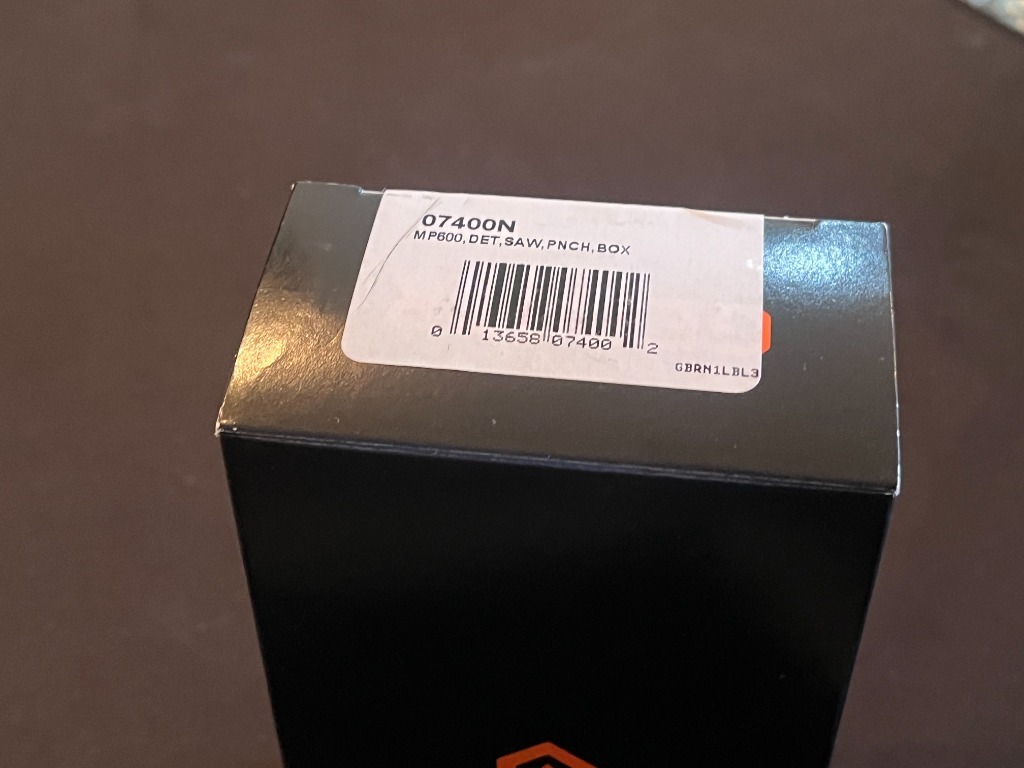 07400N
MP600,DET,SAW,PNCH,BOX
0 13658 07400 2
GBRN1LBL3